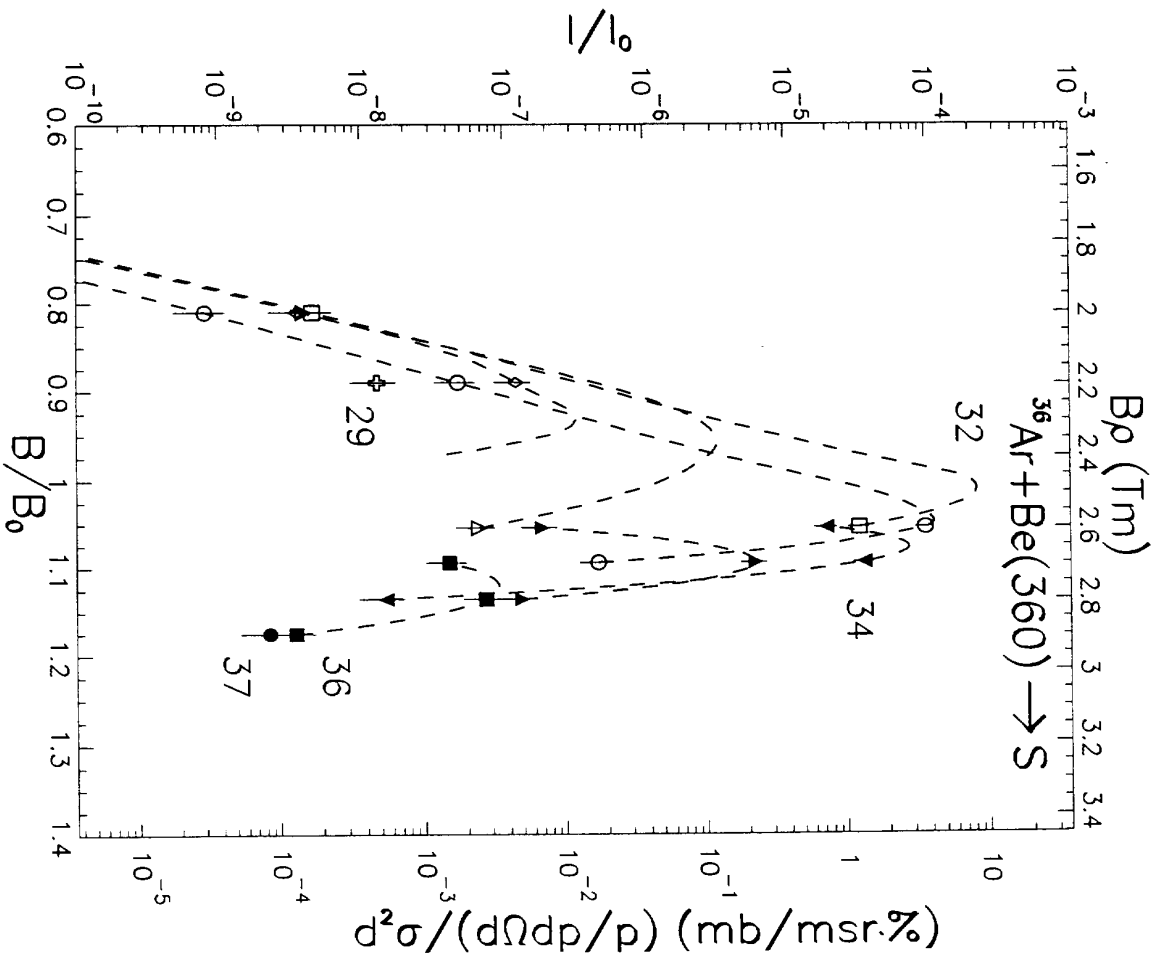 Bρ (Tm)
1.6 1.8 2 2.2 2.4 2.6 2.8 3 3.2 3.4
³⁶Ar+Be(360) → S
I/I₀
10⁻³
10⁻⁴
10⁻⁵
10⁻⁶
10⁻⁷
10⁻⁸
10⁻⁹
10⁻¹⁰
32
34
29
36
37
10
1
10⁻¹
10⁻²
10⁻³
10⁻⁴
10⁻⁵
d²σ/(dΩdp/p) (mb/msr·%)
0.6 0.7 0.8 0.9 1 1.1 1.2 1.3 1.4
B/B₀